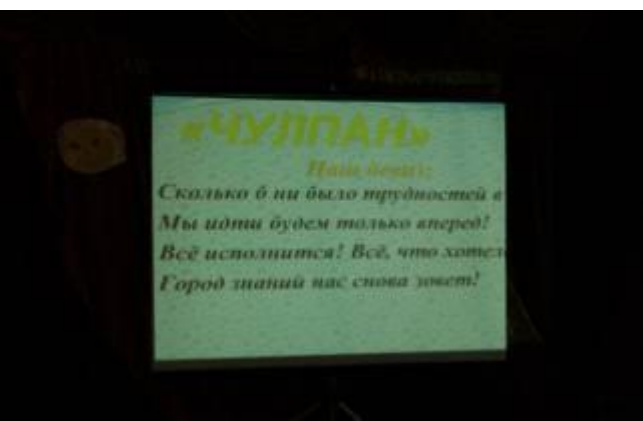 «ЧУЛПАН»
Наш девиз:
Сколько б ни было трудностей в
Мы идти будем только вперед!
Всё исполнится! Всё, что хотел
Город знаний нас снова зовет!